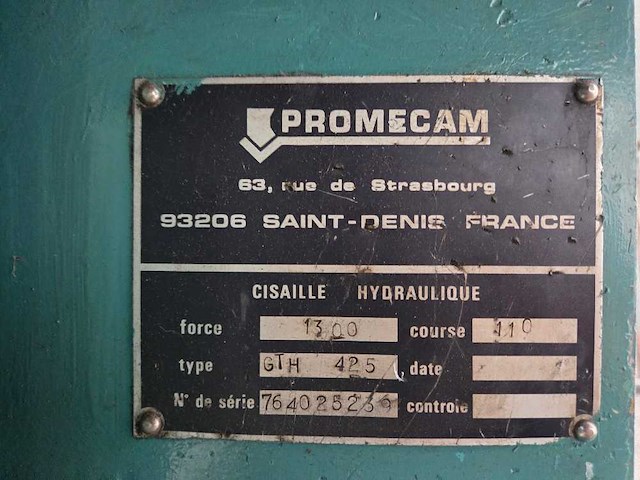 PROMECAM
63, rue de Strasbourg
93206 SAINT-DENIS FRANCE
CISAILLE HYDRAULIQUE
force 1300 course 110
type GTH 425 date
N° de série 764025239 controle